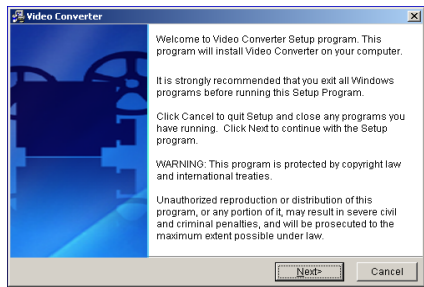 Video Converter
Welcome to Video Converter Setup program. This
program will install Video Converter on your computer.
It is strongly recommended that you exit all Windows
programs before running this Setup Program.
Click Cancel to quit Setup and close any programs you
have running. Click Next to continue with the Setup
program.
WARNING: This program is protected by copyright law
and international treaties.
Unauthorized reproduction or distribution of this
program, or any portion of it, may result in severe civil
and criminal penalties, and will be prosecuted to the
maximum extent possible under law.
Next>
Cancel